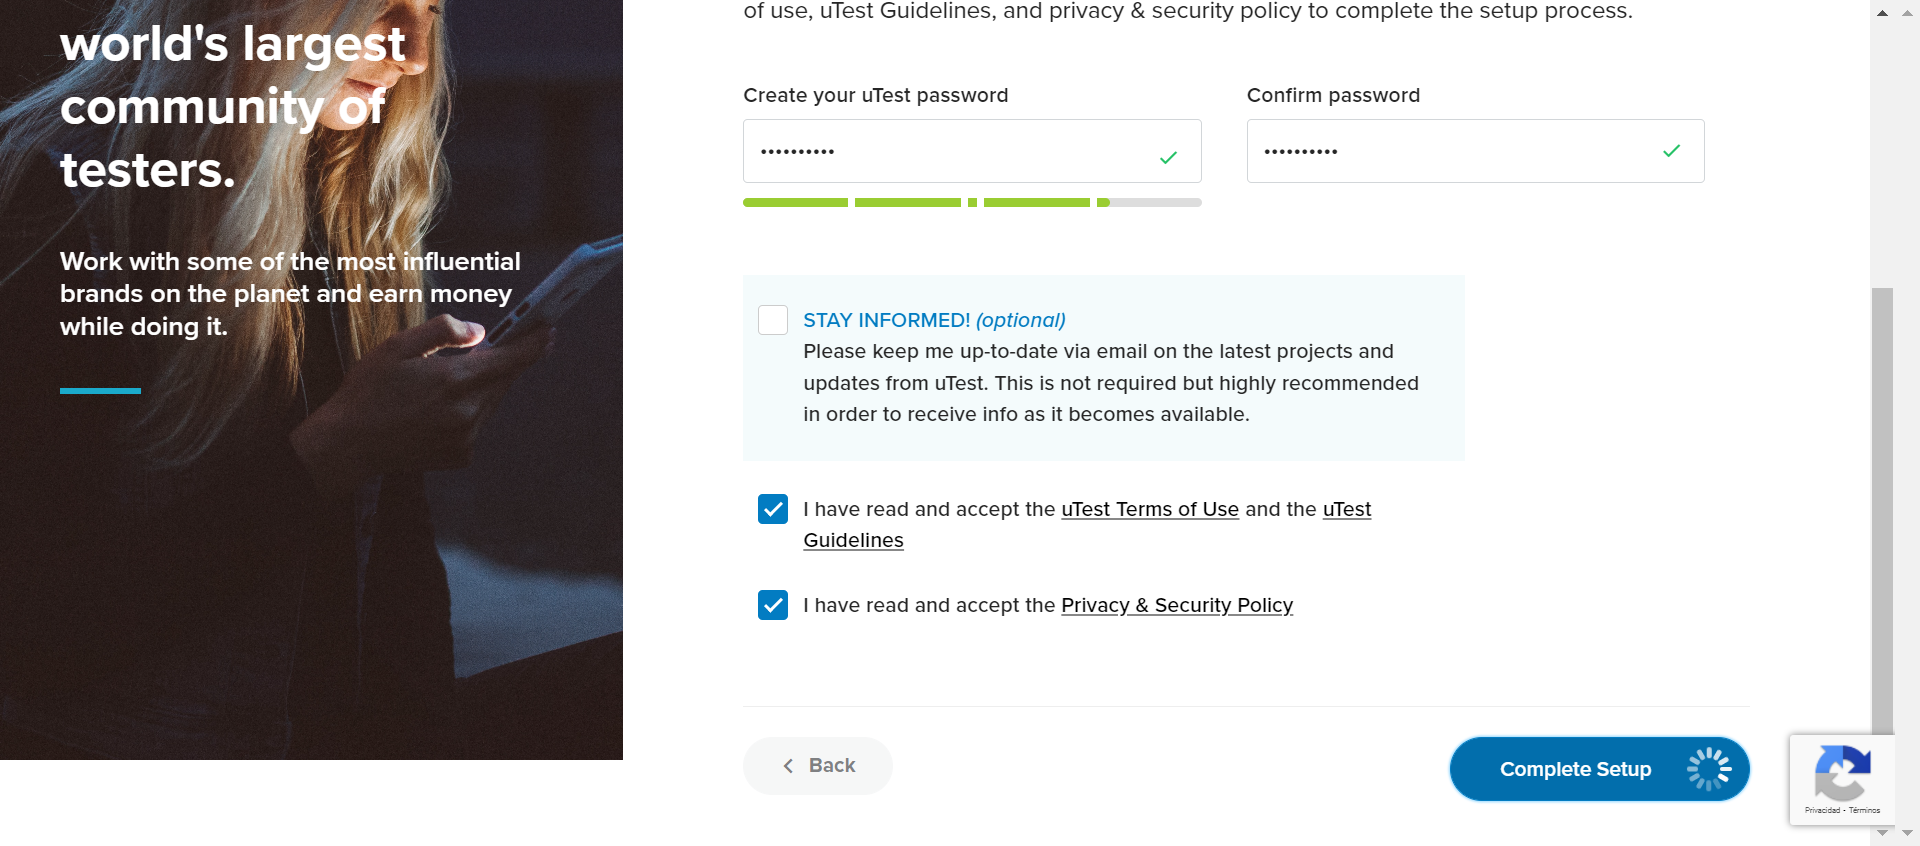 world's largest
community of
testers.
Work with some of the most influential
brands on the planet and earn money
while doing it.
of use, uTest Guidelines, and privacy & security policy to complete the setup process.
Create your uTest password
••••••••••
Confirm password
••••••••••
STAY INFORMED! (optional)
Please keep me up-to-date via email on the latest projects and
updates from uTest. This is not required but highly recommended
in order to receive info as it becomes available.
I have read and accept the uTest Terms of Use and the uTest
Guidelines
I have read and accept the Privacy & Security Policy
Back
Complete Setup
Privacidad - Términos